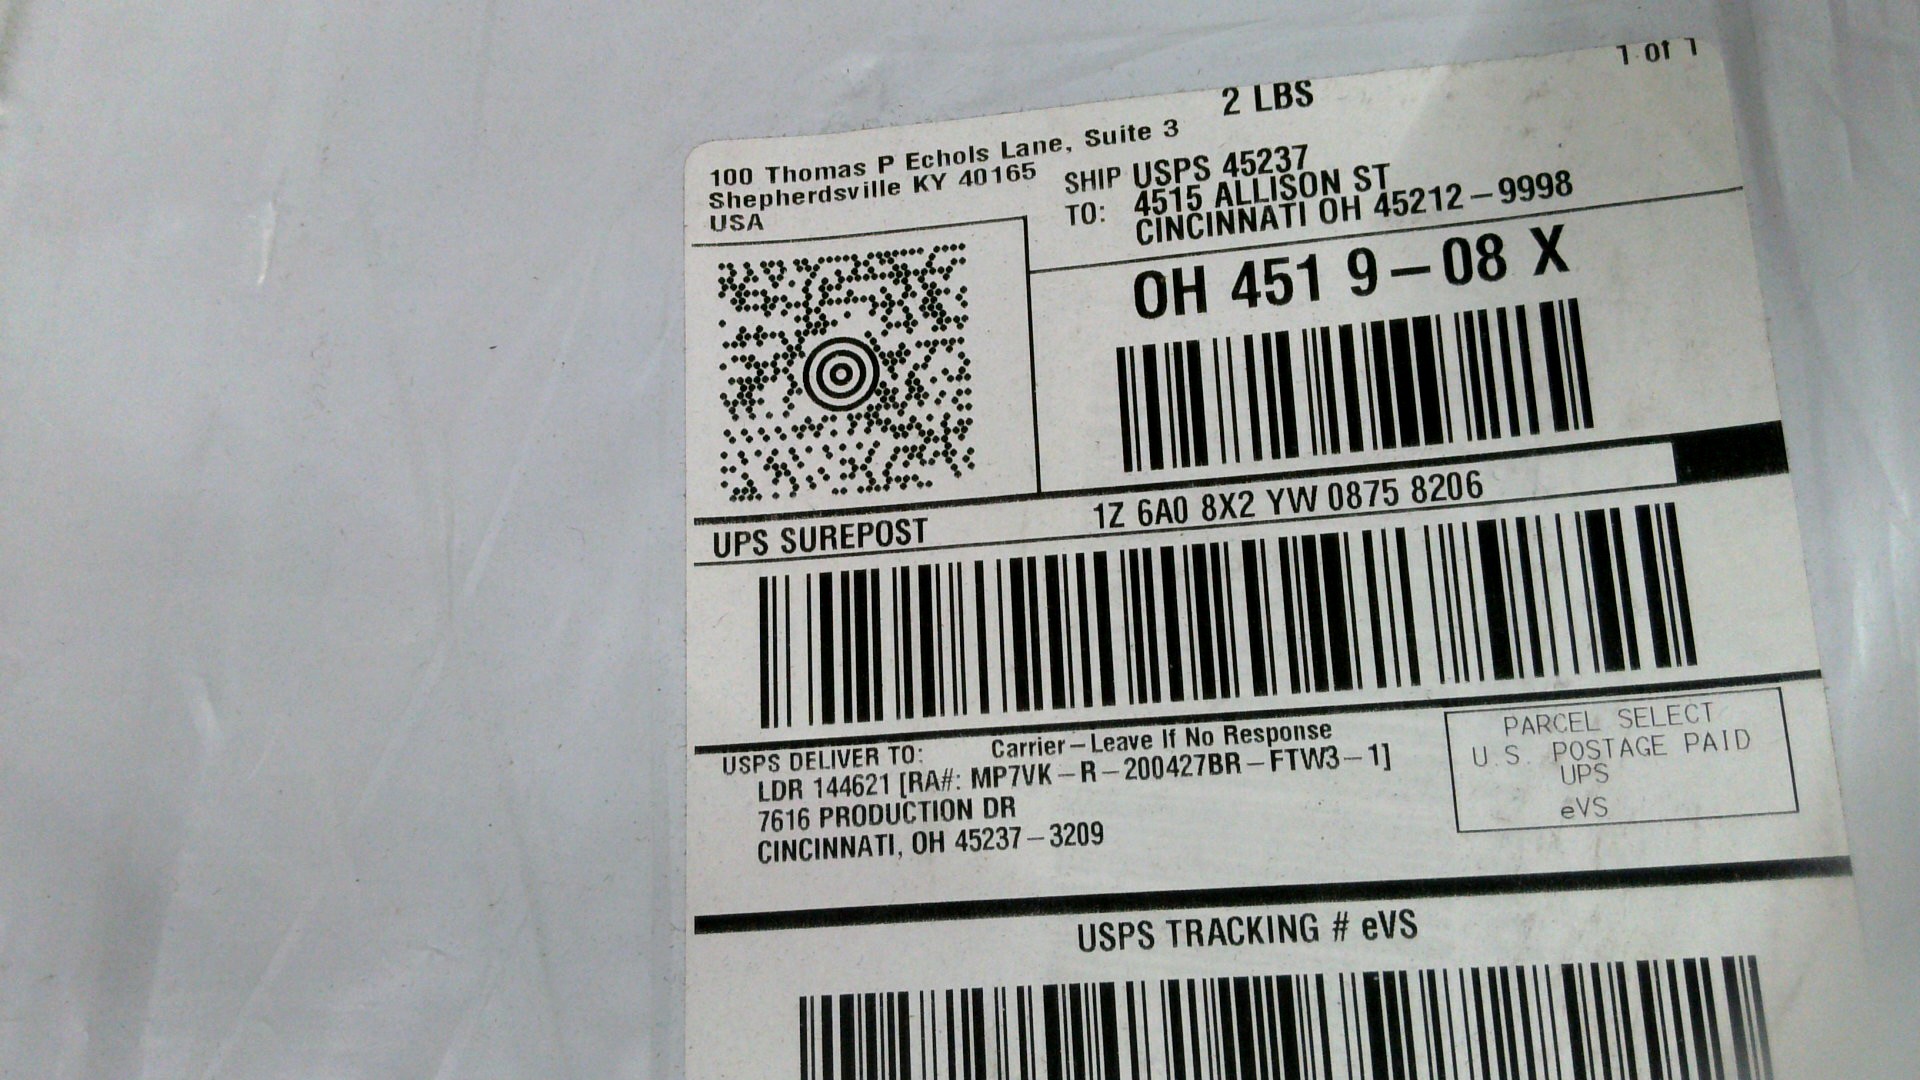 1 of 1
2 LBS
100 Thomas P Echols Lane, Suite 3
Shepherdsville KY 40165
USA
SHIP TO: USPS 45237
4515 ALLISON ST
CINCINNATI OH 45212-9998
OH 451 9-08 X
UPS SUREPOST
1Z 6A0 8X2 YW 0875 8206
USPS DELIVER TO:
Carrier-Leave If No Response
LDR 144621 [RA#: MP7VK-R-200427BR-FTW3-1]
7616 PRODUCTION DR
CINCINNATI, OH 45237-3209
PARCEL SELECT
U.S. POSTAGE PAID
UPS
eVS
USPS TRACKING # eVS